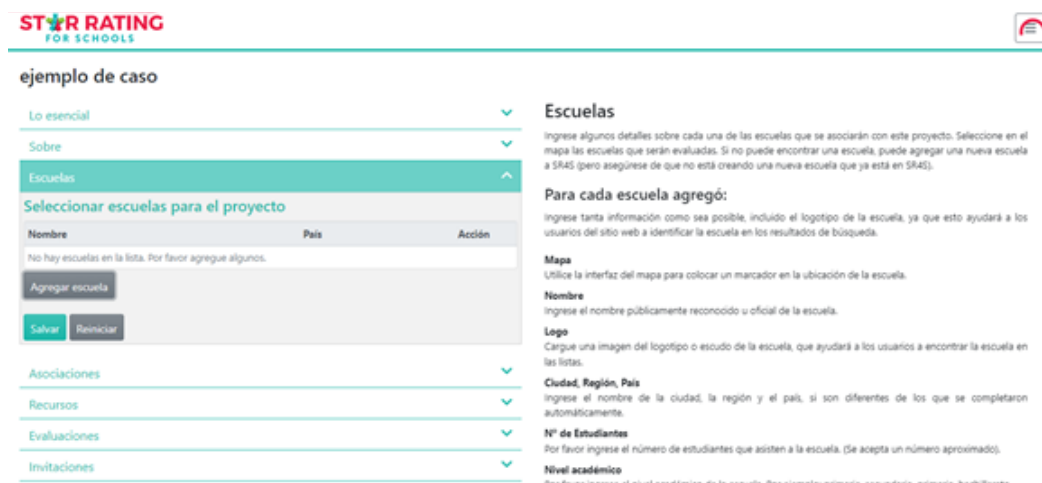 STAR RATING
FOR SCHOOLS
ejemplo de caso
Lo esencial
Sobre
Escuelas
Seleccionar escuelas para el proyecto
Nombre País Acción
No hay escuelas en la lista. Por favor agregue algunos.
Agregar escuela
Salvar Reiniciar
Asociaciones
Recursos
Evaluaciones
Invitaciones
Escuelas
Ingrese algunos detalles sobre cada una de las escuelas que se asociarán con este proyecto. Seleccione en el
mapa las escuelas que serán evaluadas. Si no puede encontrar una escuela, puede agregar una nueva escuela
a SR4S (pero asegúrese de que no está creando una nueva escuela que ya está en SR4S).
Para cada escuela agregó:
Ingrese tanta información como sea posible, incluido el logotipo de la escuela, ya que esto ayudará a los
usuarios del sitio web a identificar la escuela en los resultados de búsqueda.
Mapa
Utilice la interfaz del mapa para colocar un marcador en la ubicación de la escuela.
Nombre
Ingrese el nombre públicamente reconocido u oficial de la escuela.
Logo
Cargue una imagen del logotipo o escudo de la escuela, que ayudará a los usuarios a encontrar la escuela en
las listas.
Ciudad, Región, País
Ingrese el nombre de la ciudad, la región y el país, si son diferentes de los que se completaron
automáticamente.
Nº de Estudiantes
Por favor ingrese el número de estudiantes que asisten a la escuela. (Se acepta un número aproximado).
Nivel académico